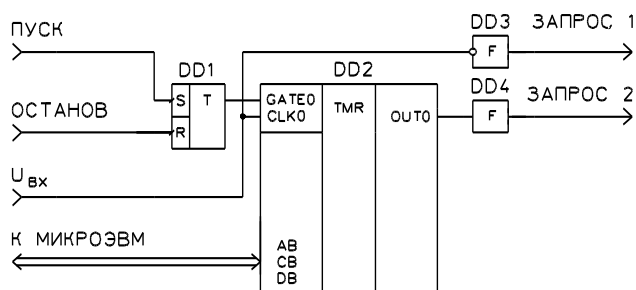 ПУСК
DD3 ЗАПРОС 1
F
DD1
DD2
DD4 ЗАПРОС 2
S T
GATE0
CLK0
TMR
OUT0
F
ОСТАНОВ
R
UВХ
К МИКРОЭВМ
AB
CB
DB